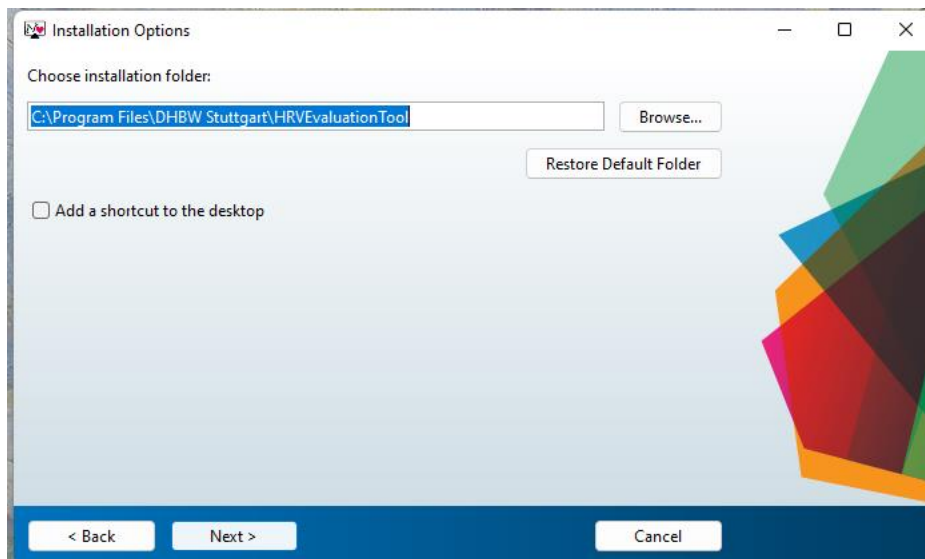 Installation Options
Choose installation folder:
C:\Program Files\DHBW Stuttgart\HRVEvaluationTool
Browse...
Restore Default Folder
Add a shortcut to the desktop
< Back
Next >
Cancel